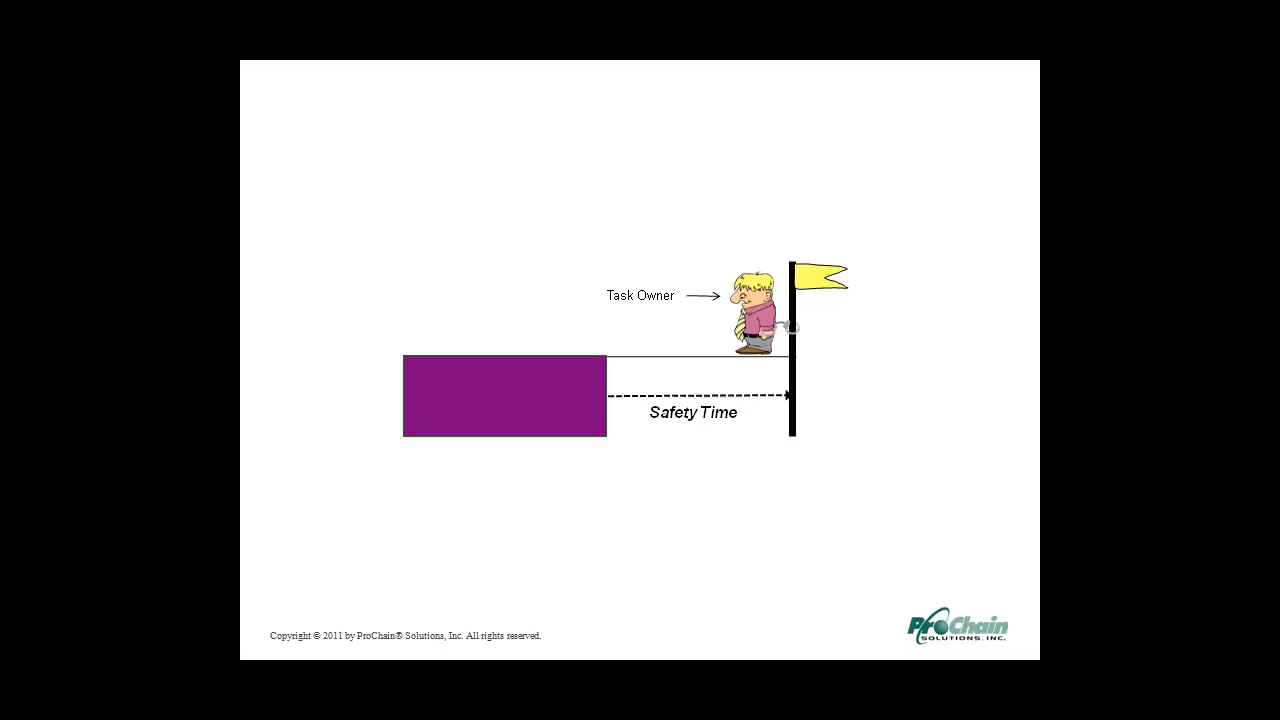 Task Owner
Safety Time
Copyright © 2011 by ProChain® Solutions, Inc. All rights reserved.
ProChain
SOLUTIONS, INC.